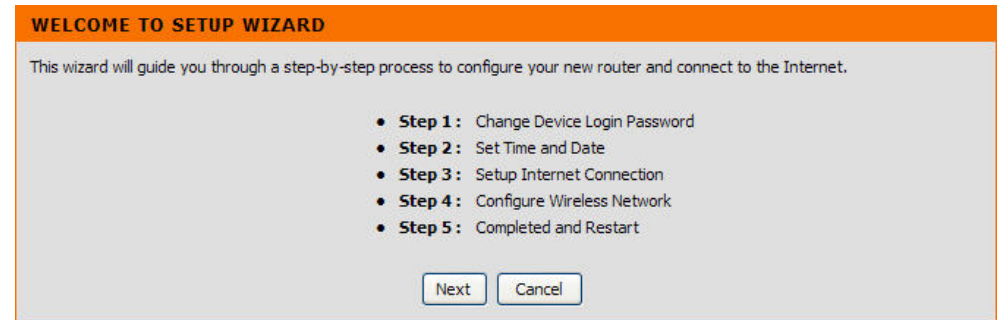 WELCOME TO SETUP WIZARD
This wizard will guide you through a step-by-step process to configure your new router and connect to the Internet.
• Step 1 : Change Device Login Password
• Step 2 : Set Time and Date
• Step 3 : Setup Internet Connection
• Step 4 : Configure Wireless Network
• Step 5 : Completed and Restart
Next Cancel